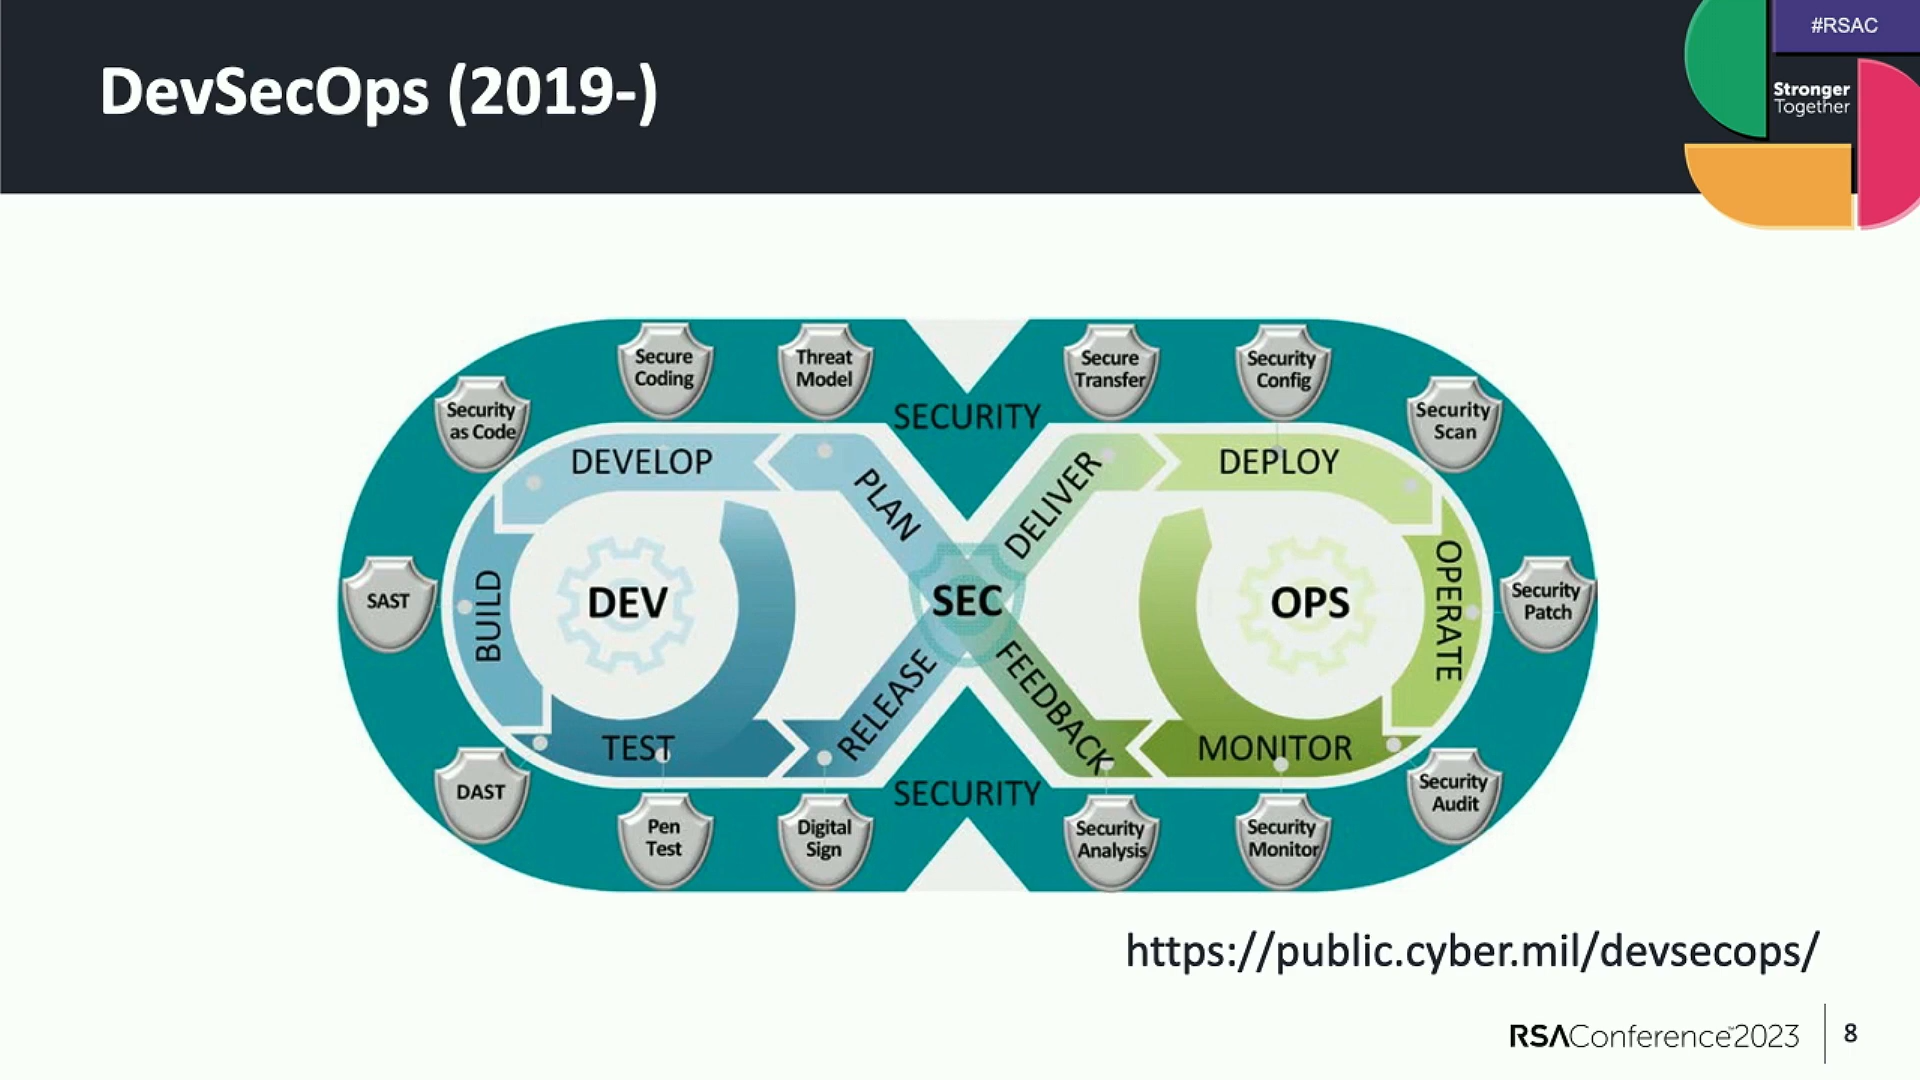 #RSAC
DevSecOps (2019-)
Stronger
Together
Secure
Coding
Threat
Model
Secure
Transfer
Security
Config
Security
as Code
SECURITY
Security
Scan
DEVELOP
PLAN
DELIVER
DEPLOY
SAST
BUILD
DEV
SEC
OPS
OPERATE
Security
Patch
TEST
RELEASE
FEEDBACK
MONITOR
DAST
SECURITY
Security
Audit
Pen
Test
Digital
Sign
Security
Analysis
Security
Monitor
https://public.cyber.mil/devsecops/
RSAConference™2023
8